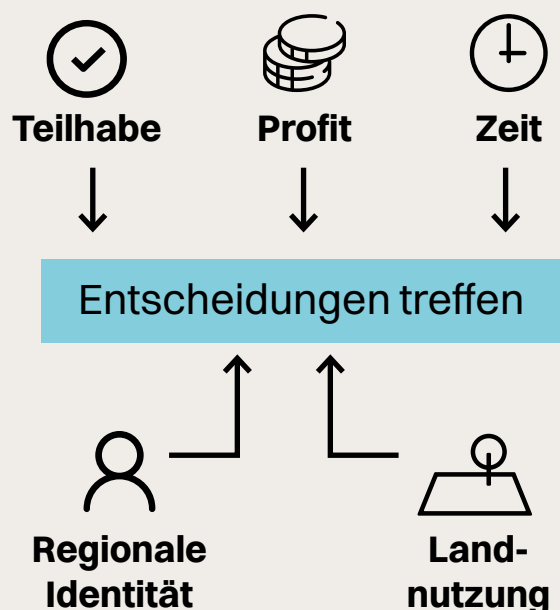 Teilhabe
Profit
Zeit
Entscheidungen treffen
Regionale
Identität
Land-
nutzung